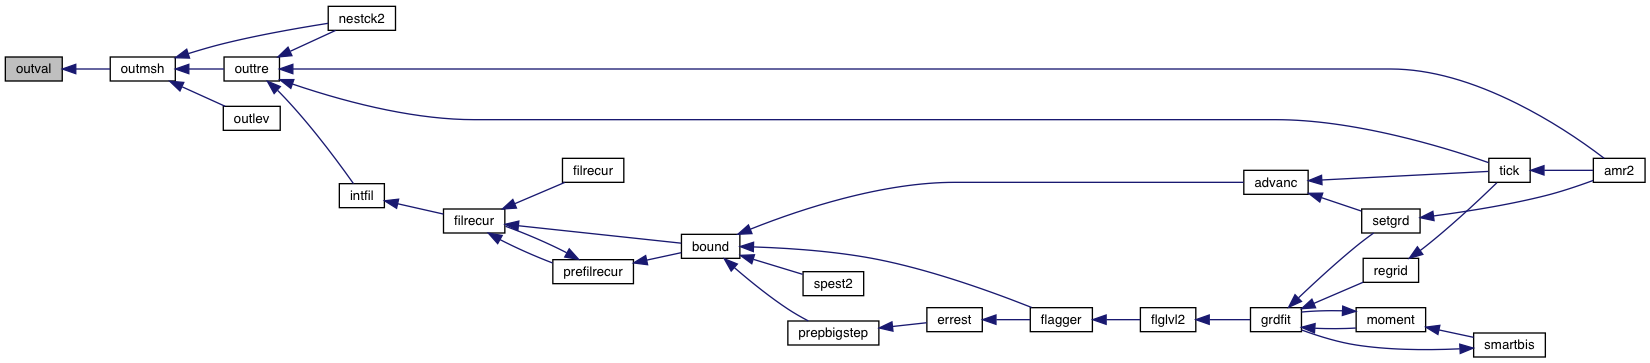 outval
outmsh
nestck2
outtre
outlev
intfil
filrecur
filrecur
prefilrecur
bound
spest2
prepbigstep
errest
flagger
flglvl2
advanc
setgrd
regrid
grdfit
moment
smartbis
tick
amr2